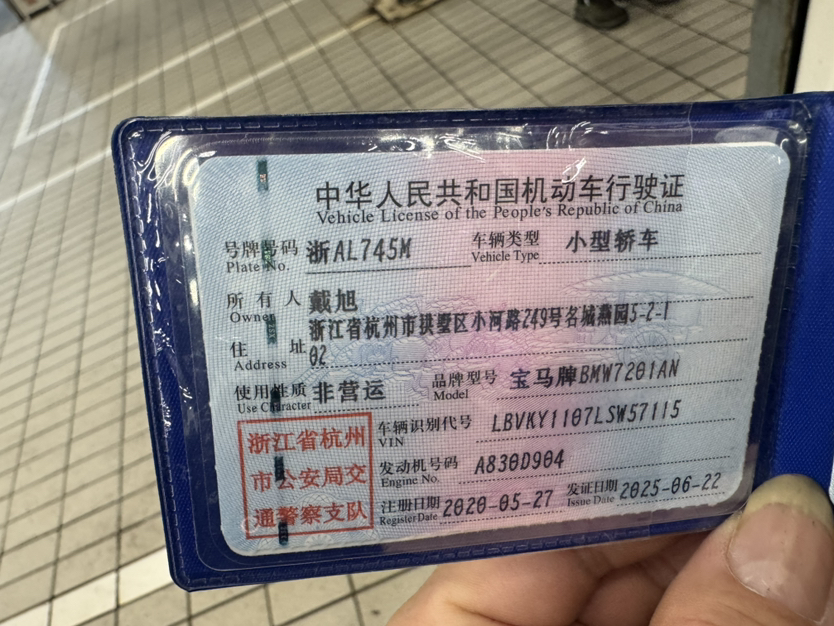 中华人民共和国机动车行驶证
Vehicle License of the People's Republic of China
号牌号码 浙AL745M 车辆类型 小型轿车
Plate No. Vehicle Type
所有人 戴旭
Owner
浙江省杭州市拱墅区小河路249号名城燕园5-2-1
住址 02
Address
使用性质 非营运 品牌型号 宝马牌BMW7201AN
Use Character Model
浙江省杭州
市公安局交
通警察支队
车辆识别代号 LBVKY1107LSW57115
VIN
发动机号码 A830D904
Engine No.
注册日期 2020-05-27 发证日期 2025-06-22
Register Date Issue Date